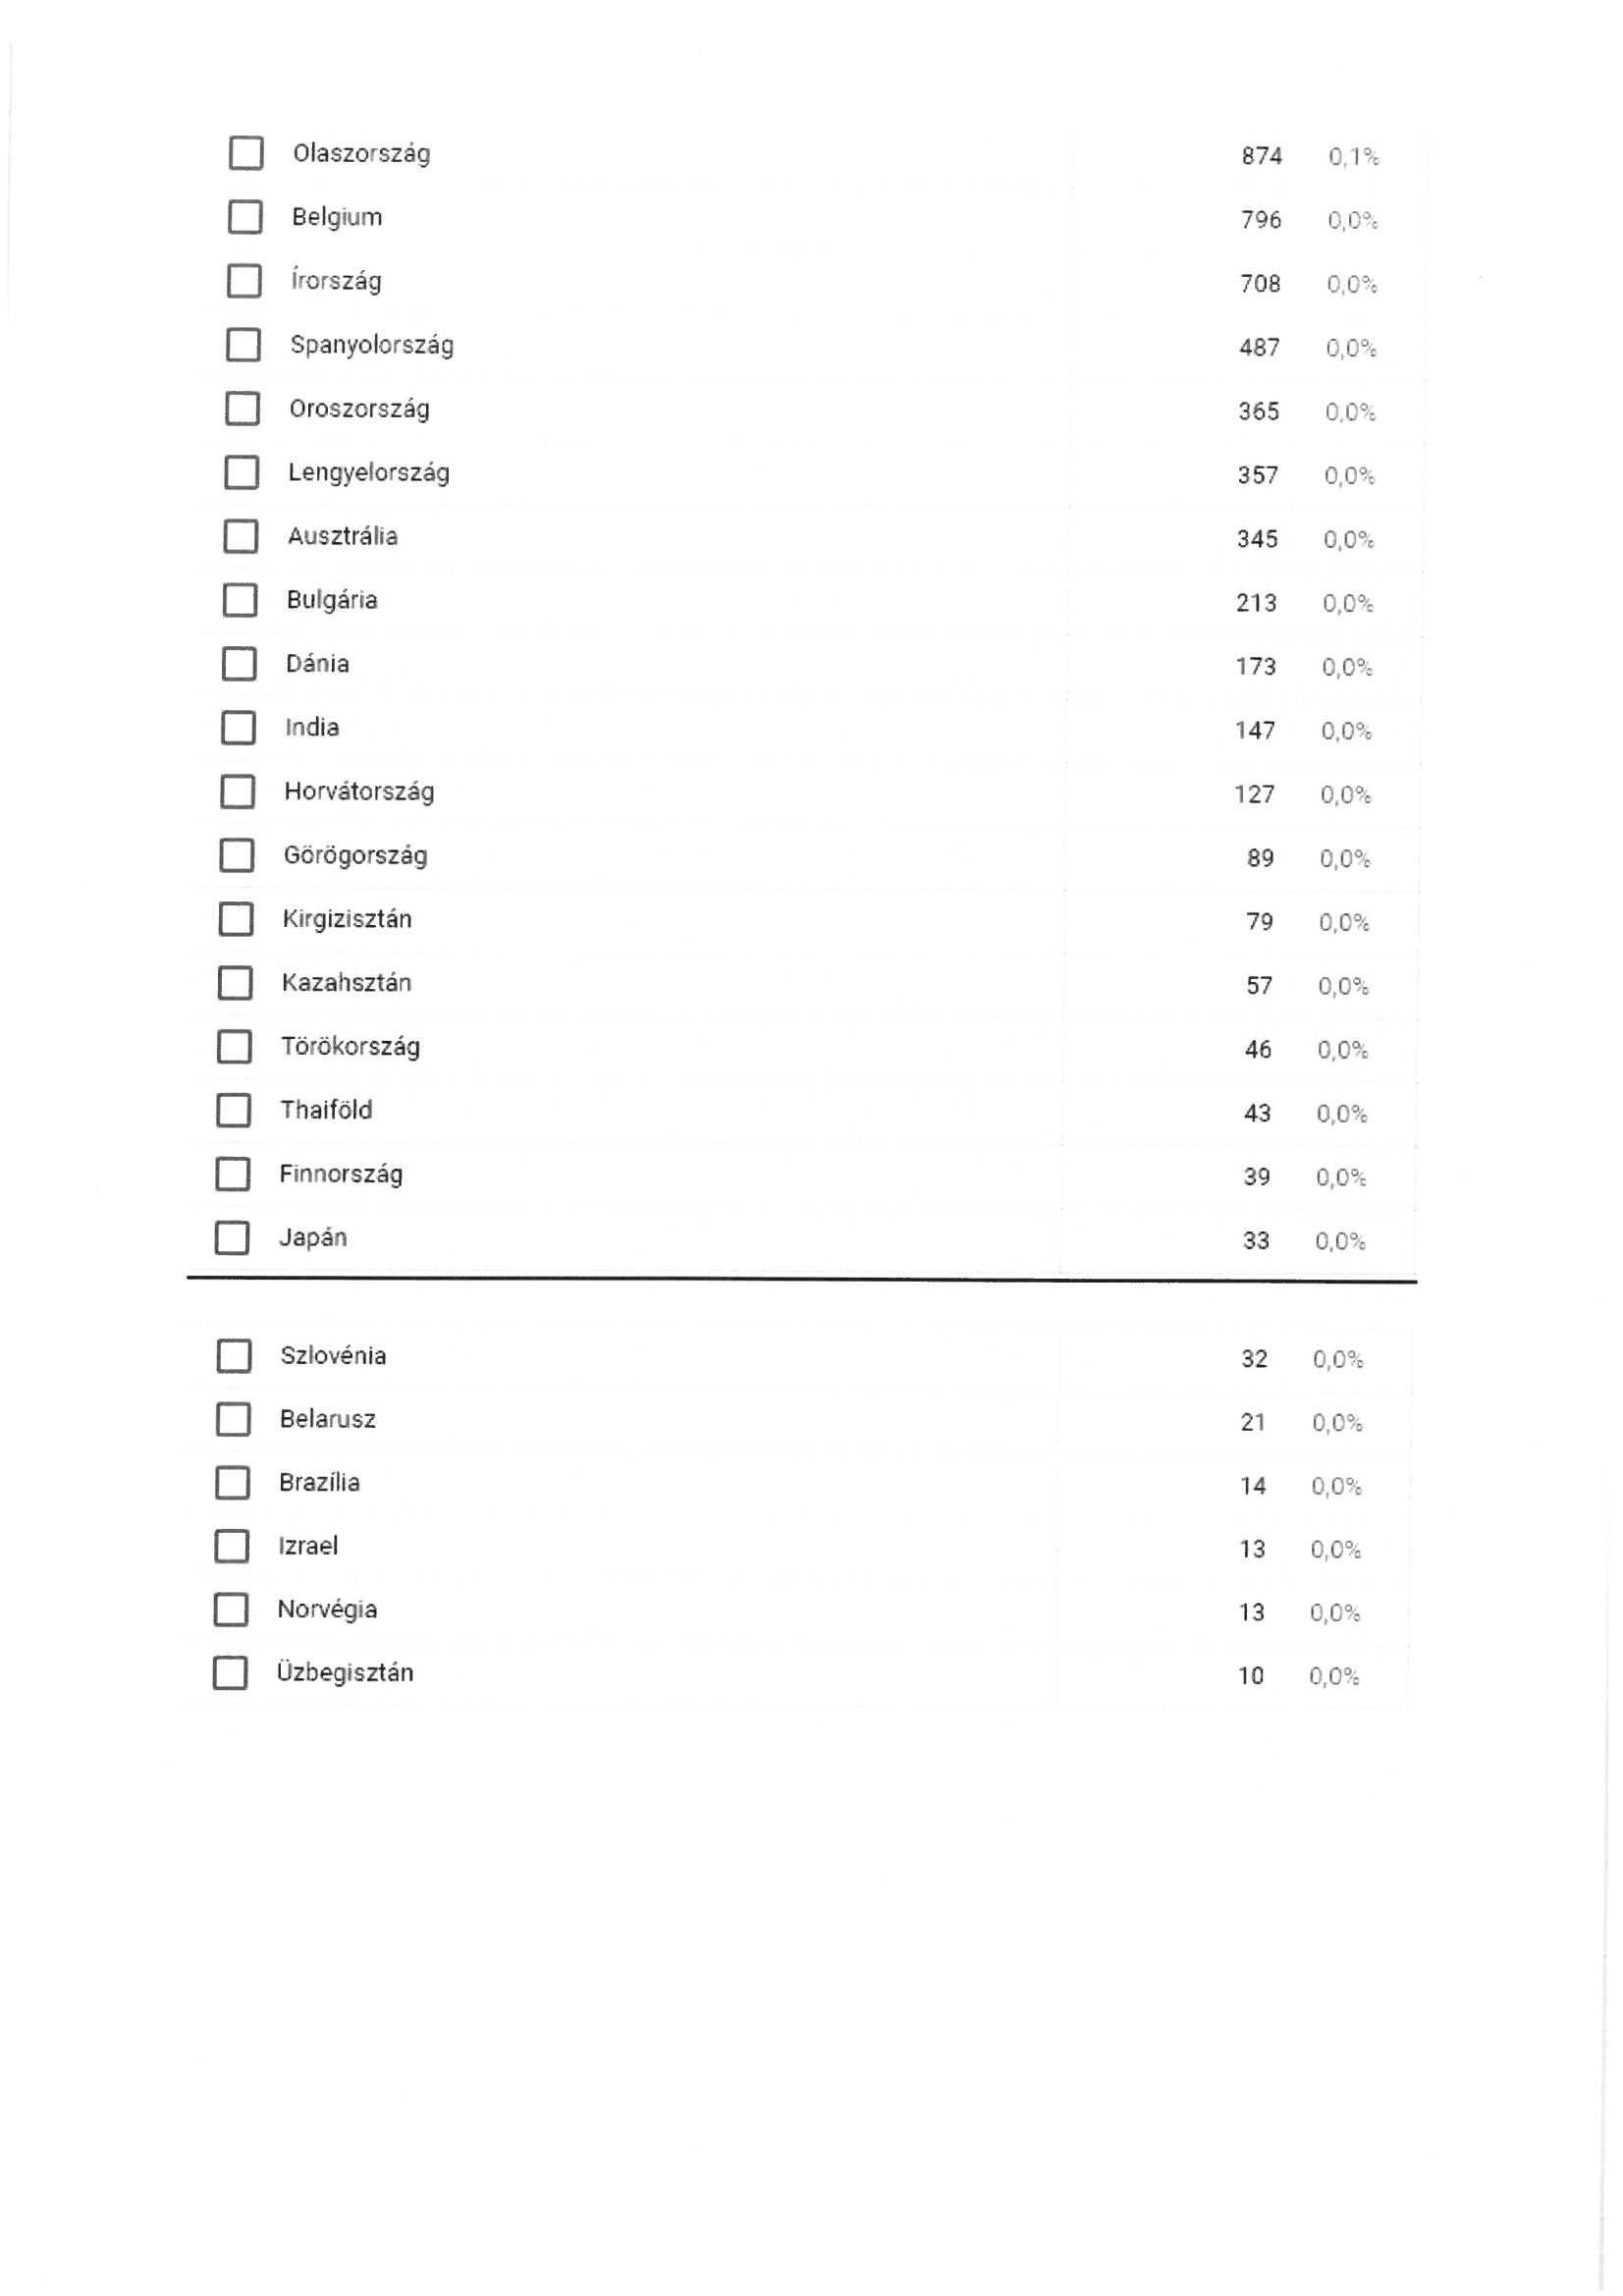 Olaszország 874 0,1%
Belgium 796 0,0%
Írország 708 0,0%
Spanyolország 487 0,0%
Oroszország 365 0,0%
Lengyelország 357 0,0%
Ausztrália 345 0,0%
Bulgária 213 0,0%
Dánia 173 0,0%
India 147 0,0%
Horvátország 127 0,0%
Görögország 89 0,0%
Kirgizisztán 79 0,0%
Kazahsztán 57 0,0%
Törökország 46 0,0%
Thaiföld 43 0,0%
Finnország 39 0,0%
Japán 33 0,0%
Szlovénia 32 0,0%
Belarusz 21 0,0%
Brazília 14 0,0%
Izrael 13 0,0%
Norvégia 13 0,0%
Üzbegisztán 10 0,0%